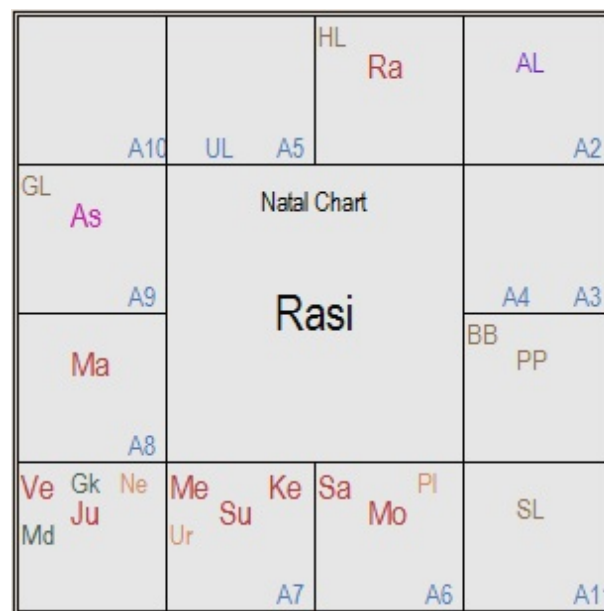 HL
Ra
AL
A10
UL A5
A2
GL
As
Natal Chart
A9
Rasi
A4 A3
Ma
BB
PP
A8
Ve Gk Ne
Ju
Md
Me Ke
Su
Ur
A7
Sa Pl
Mo
A6
SL
A1